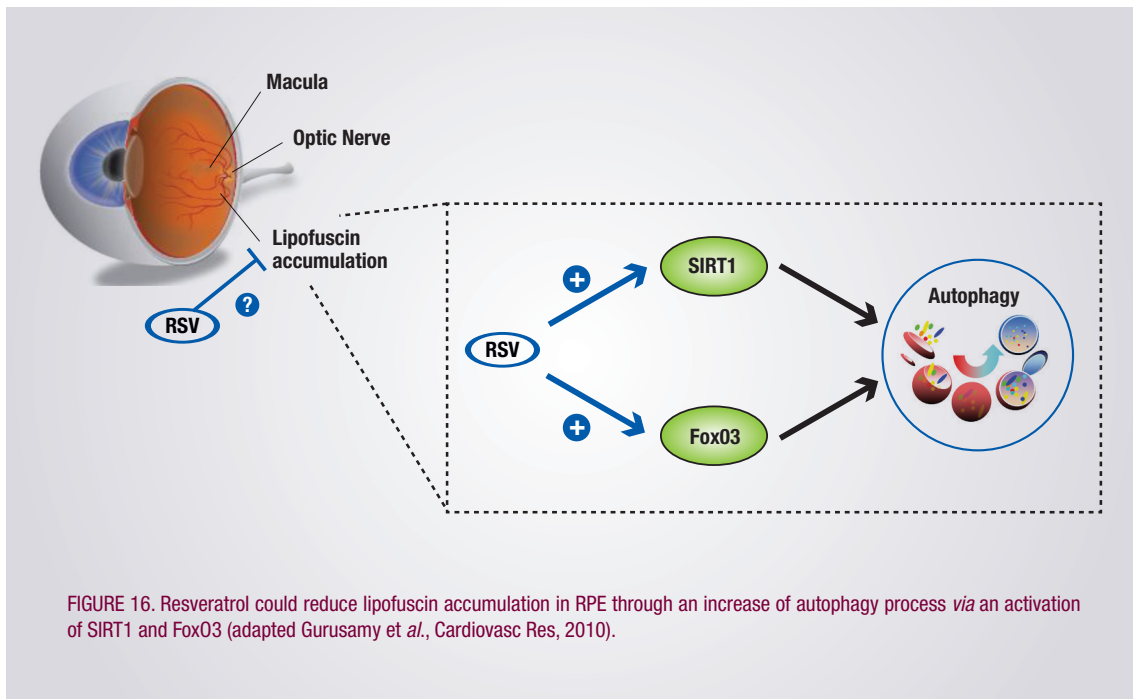 Macula
Optic Nerve
Lipofuscin
accumulation
?
RSV
+
SIRT1
RSV
+
Fox03
Autophagy
FIGURE 16. Resveratrol could reduce lipofuscin accumulation in RPE through an increase of autophagy process via an activation
of SIRT1 and FoxO3 (adapted Gurusamy et al., Cardiovasc Res, 2010).